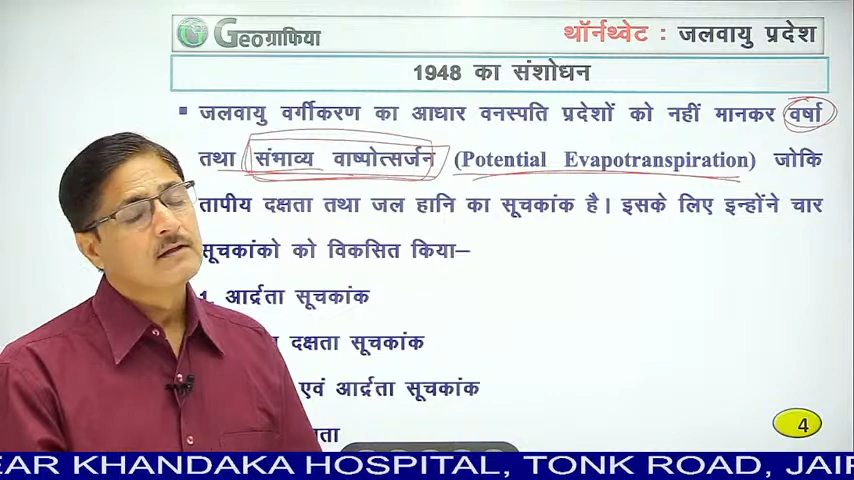 Geoग्राफिया
थॉर्नथ्वेट : जलवायु प्रदेश
1948 का संशोधन
▪ जलवायु वर्गीकरण का आधार वनस्पति प्रदेशों को नहीं मानकर वर्षा
तथा संभाव्य वाष्पोत्सर्जन (Potential Evapotranspiration) जोकि
तापीय दक्षता तथा जल हानि का सूचकांक है। इसके लिए इन्होंने चार
सूचकांको को विकसित किया–
1. आर्द्रता सूचकांक
दक्षता सूचकांक
एवं आर्द्रता सूचकांक
4
EAR KHANDAKA HOSPITAL, TONK ROAD, JAIP